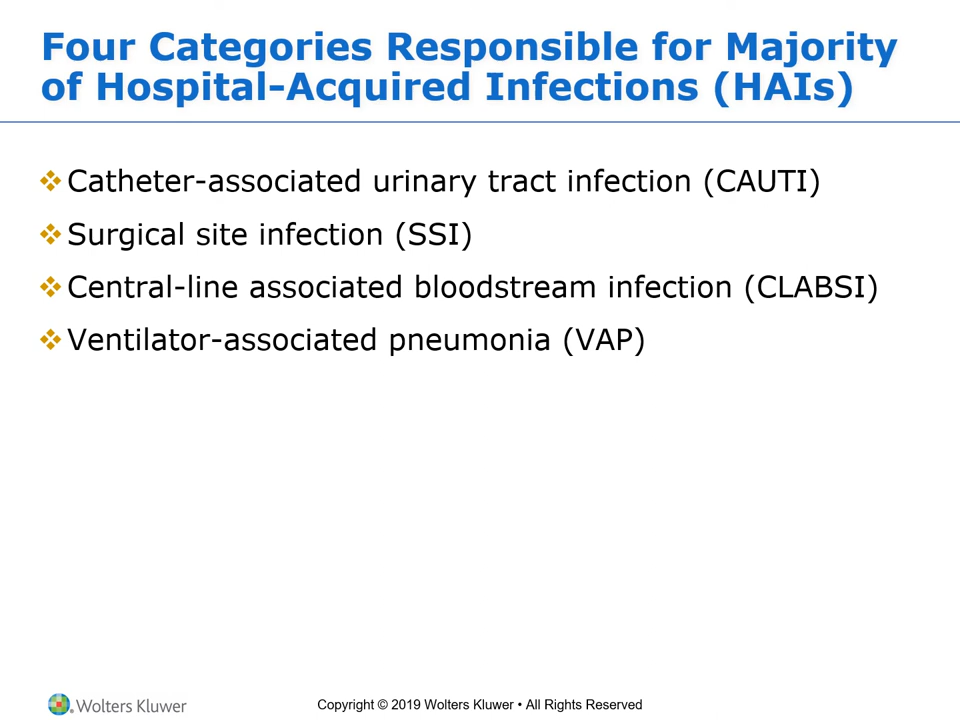 Four Categories Responsible for Majority
of Hospital-Acquired Infections (HAIs)
Catheter-associated urinary tract infection (CAUTI)
Surgical site infection (SSI)
Central-line associated bloodstream infection (CLABSI)
Ventilator-associated pneumonia (VAP)
Wolters Kluwer
Copyright © 2019 Wolters Kluwer • All Rights Reserved